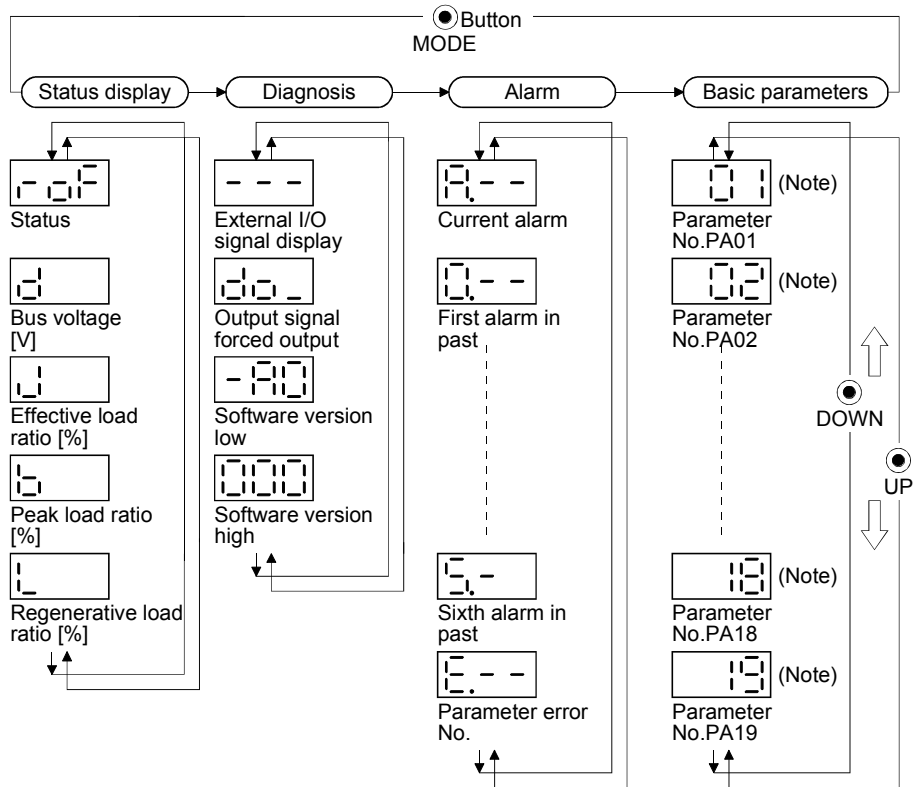 Button
MODE
Status display
Diagnosis
Alarm
Basic parameters
roF
Status
d
Bus voltage
[V]
J
Effective load
ratio [%]
b
Peak load ratio
[%]
L
Regenerative load
ratio [%]
- - -
External I/O
signal display
do_
Output signal
forced output
-A0
Software version
low
000
Software version
high
A.--
Current alarm
0.--
First alarm in
past
5.-
Sixth alarm in
past
E.--
Parameter error
No.
01 (Note)
Parameter
No.PA01
02 (Note)
Parameter
No.PA02
18 (Note)
Parameter
No.PA18
19 (Note)
Parameter
No.PA19
DOWN
UP